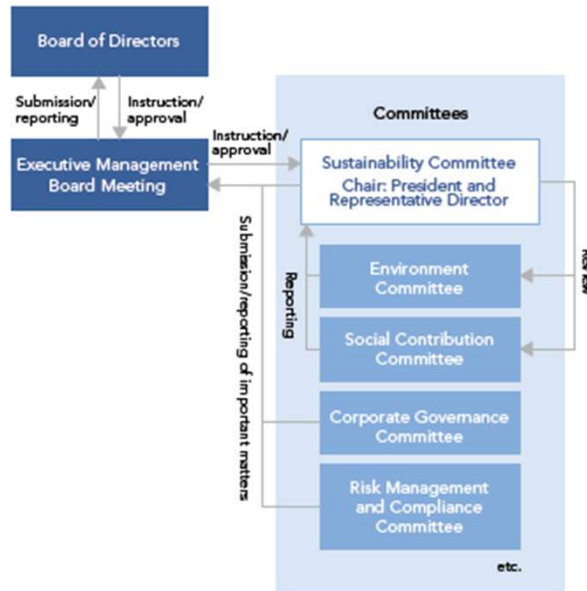 Board of Directors
Submission/
reporting
Instruction/
approval
Executive Management
Board Meeting
Instruction/
approval
Committees
Sustainability Committee
Chair: President and
Representative Director
Submission/reporting of important
matters
Reporting
Review
Environment
Committee
Social Contribution
Committee
Corporate Governance
Committee
Risk Management
and Compliance
Committee
etc.